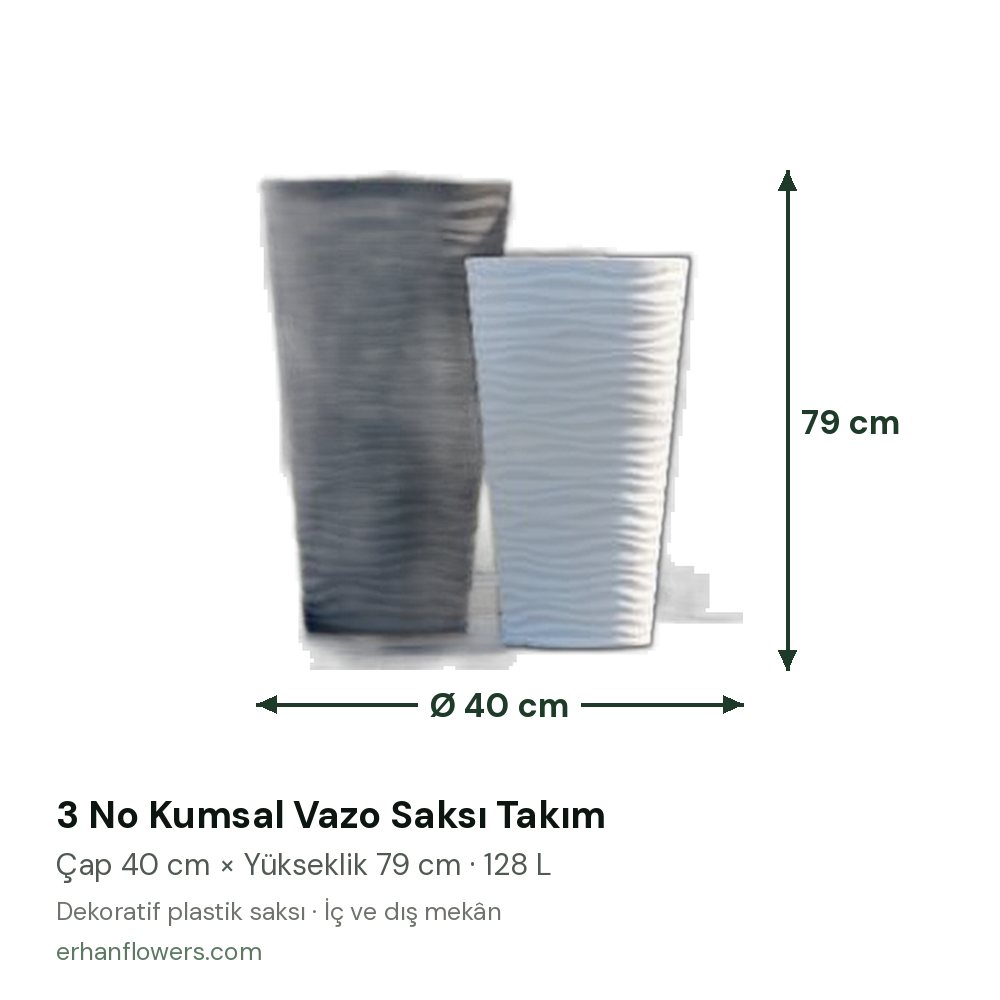 79 cm
Ø 40 cm
3 No Kumsal Vazo Saksı Takım
Çap 40 cm × Yükseklik 79 cm · 128 L
Dekoratif plastik saksı · İç ve dış mekân
erhanflowers.com